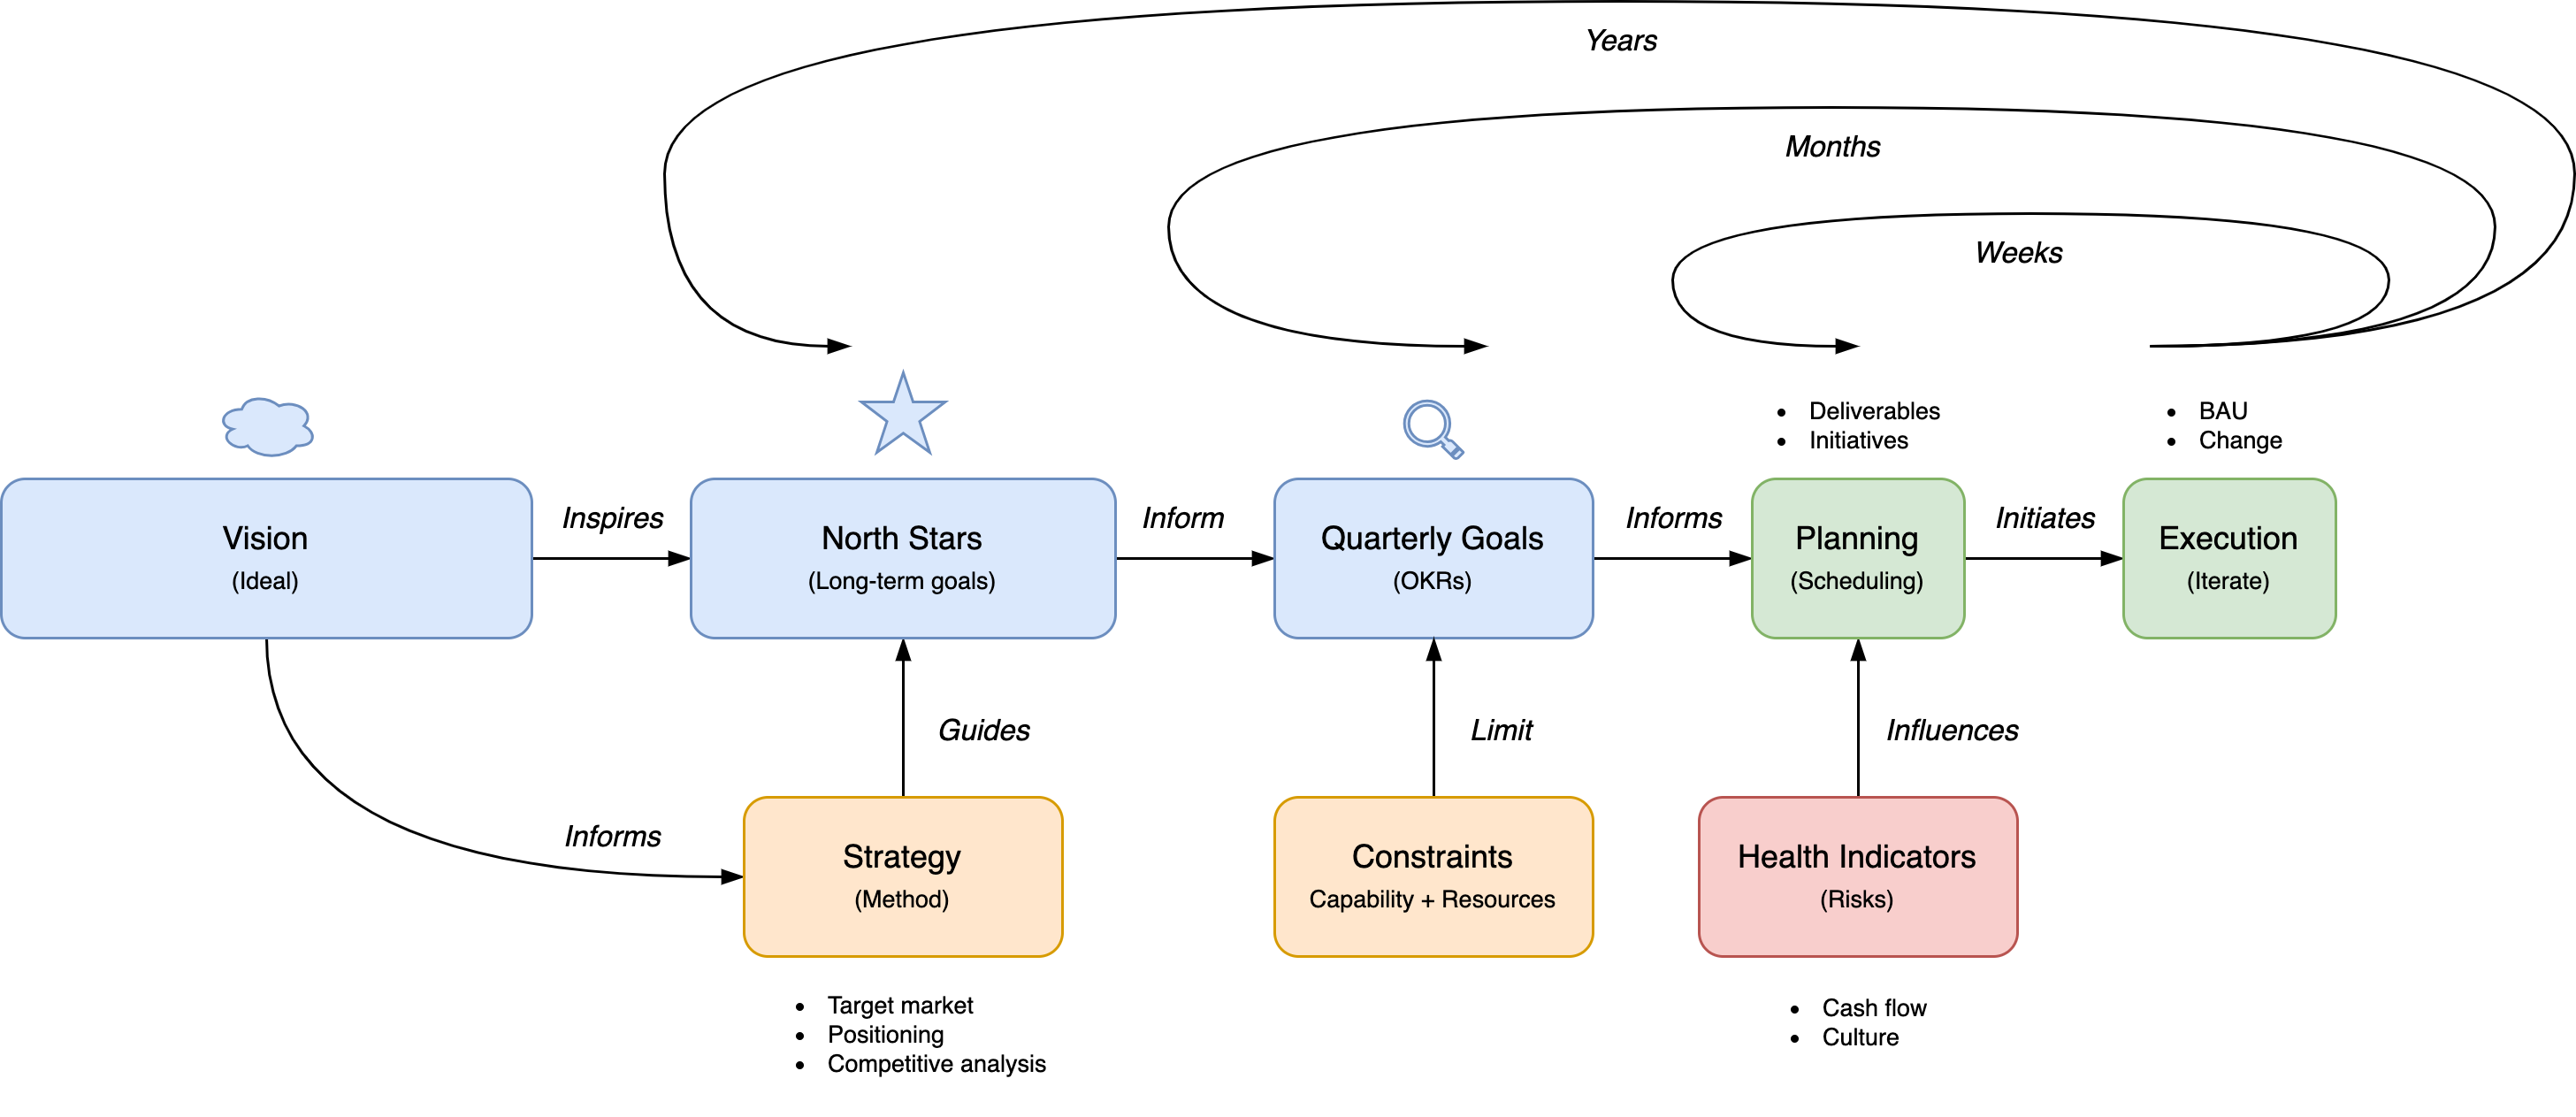 Years
Months
Weeks
• Deliverables
• Initiatives
• BAU
• Change
Vision
(Ideal)
Inspires
North Stars
(Long-term goals)
Inform
Quarterly Goals
(OKRs)
Informs
Planning
(Scheduling)
Initiates
Execution
(Iterate)
Guides
Limit
Influences
Informs
Strategy
(Method)
Constraints
Capability + Resources
Health Indicators
(Risks)
• Target market
• Positioning
• Competitive analysis
• Cash flow
• Culture